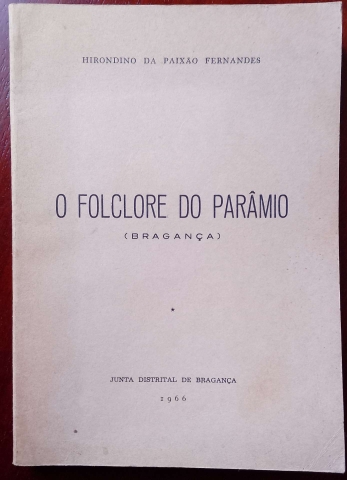 HIRONDINO DA PAIXÃO FERNANDES
O FOLCLORE DO PARÂMIO
(BRAGANÇA)
*
JUNTA DISTRITAL DE BRAGANÇA
1966